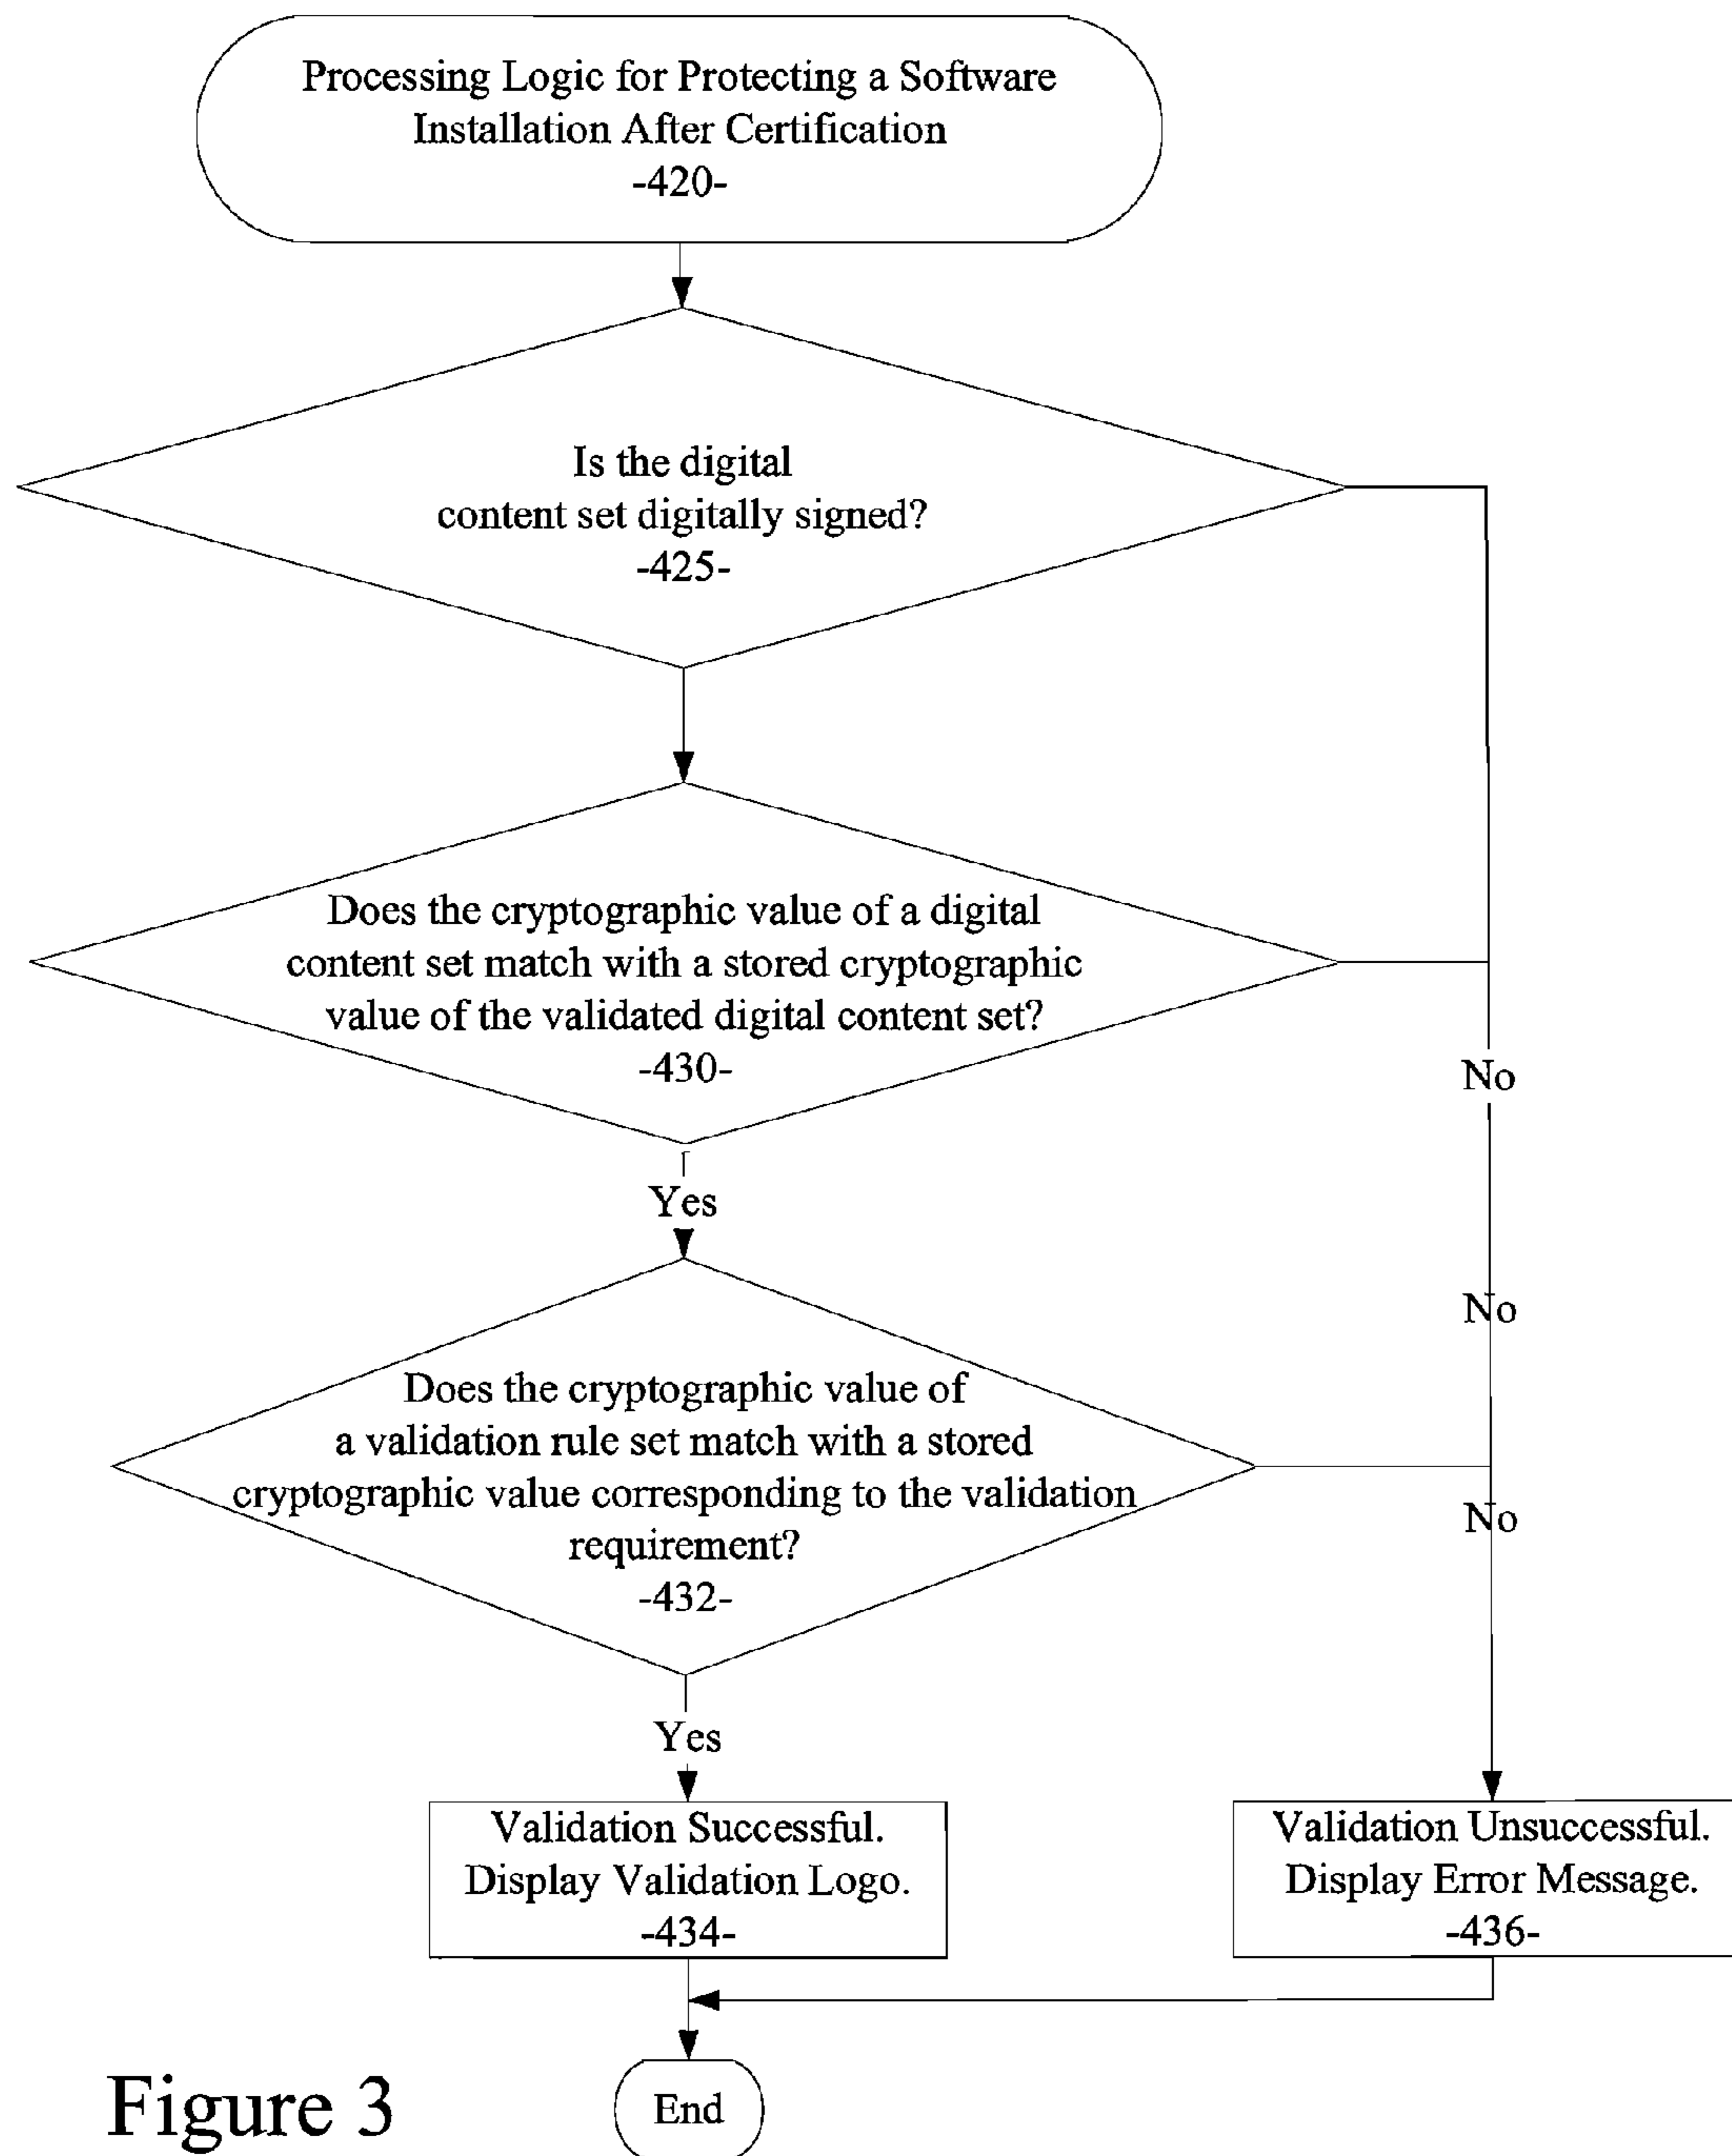 Processing Logic for Protecting a Software
Installation After Certification
-420-
Is the digital
content set digitally signed?
-425-
Does the cryptographic value of a digital
content set match with a stored cryptographic
value of the validated digital content set?
-430-
No
Yes
No
Does the cryptographic value of
a validation rule set match with a stored
cryptographic value corresponding to the validation
requirement?
-432-
No
Yes
Validation Successful.
Display Validation Logo.
-434-
Validation Unsuccessful.
Display Error Message.
-436-
End
Figure 3